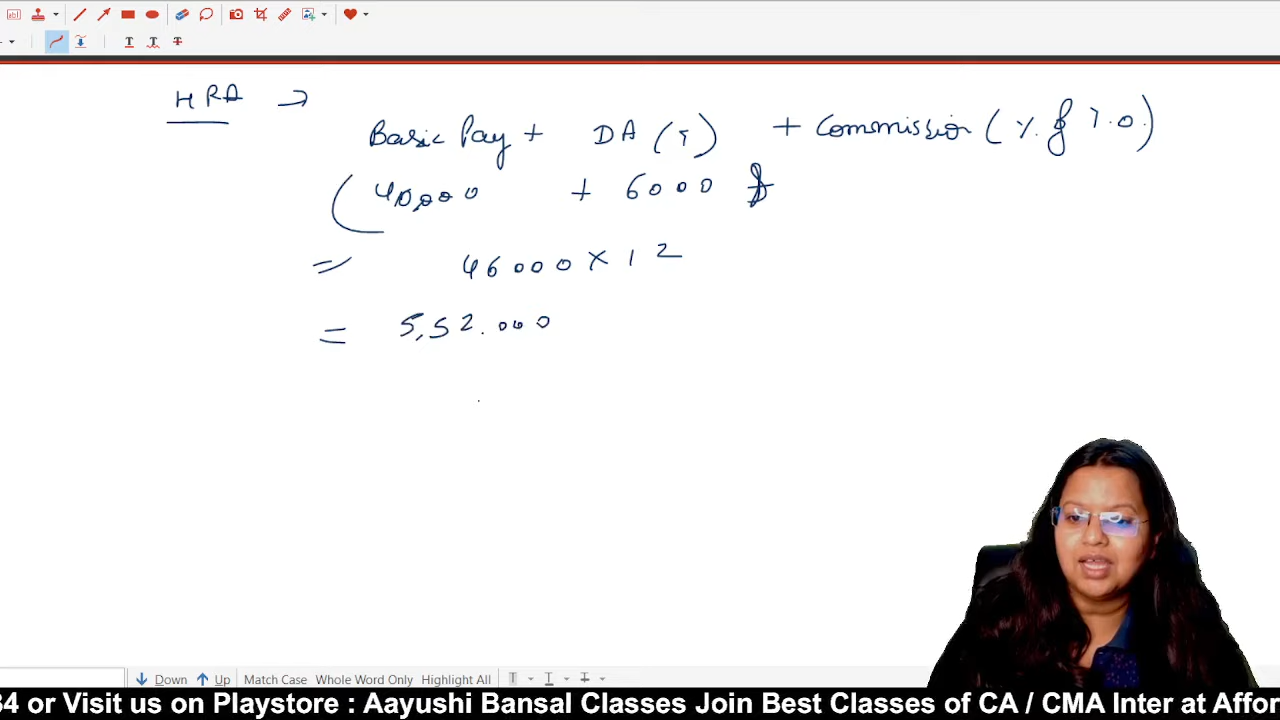 HRA →
Basic Pay + DA (T) + Commission (% of T.O.)
(40,000 + 6000
= 46000 × 12
= 5,52.000
Down Up Match Case Whole Word Only Highlight All
34 or Visit us on Playstore : Aayushi Bansal Classes Join Best Classes of CA / CMA Inter at Affor